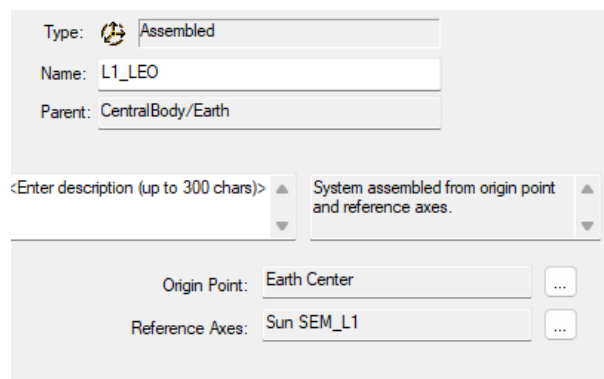 Type: Assembled
Name: L1_LEO
Parent: CentralBody/Earth
<Enter description (up to 300 chars)>
System assembled from origin point
and reference axes.
Origin Point: Earth Center ...
Reference Axes: Sun SEM_L1 ...